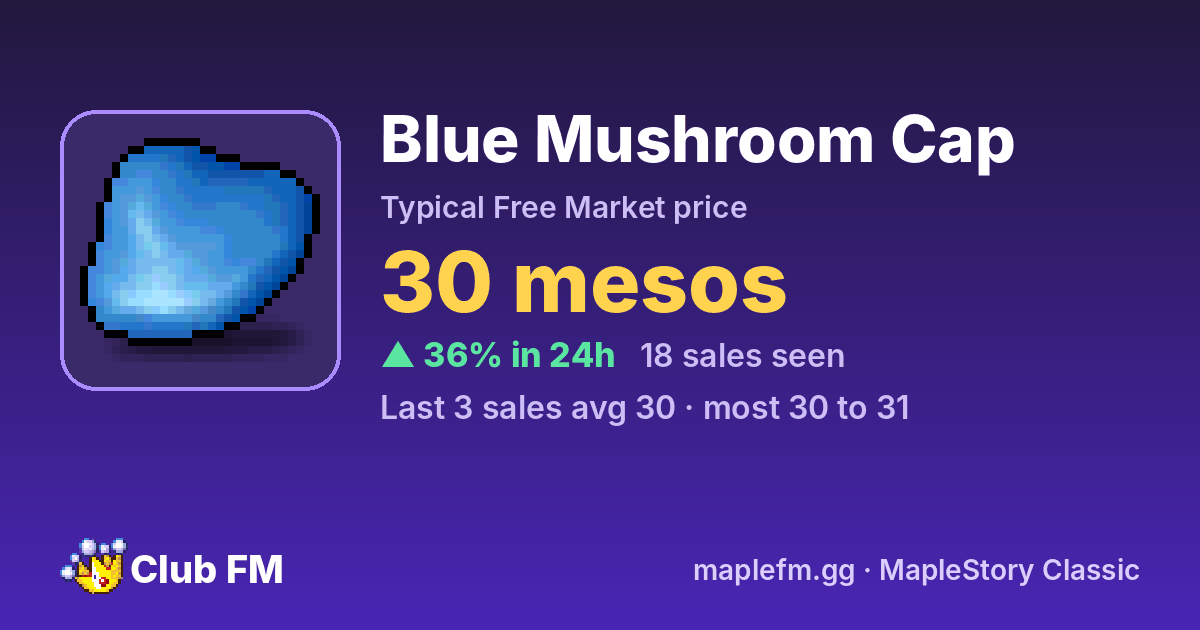 Blue Mushroom Cap
Typical Free Market price
30 mesos
▲ 36% in 24h 18 sales seen
Last 3 sales avg 30 · most 30 to 31
Club FM
maplefm.gg · MapleStory Classic